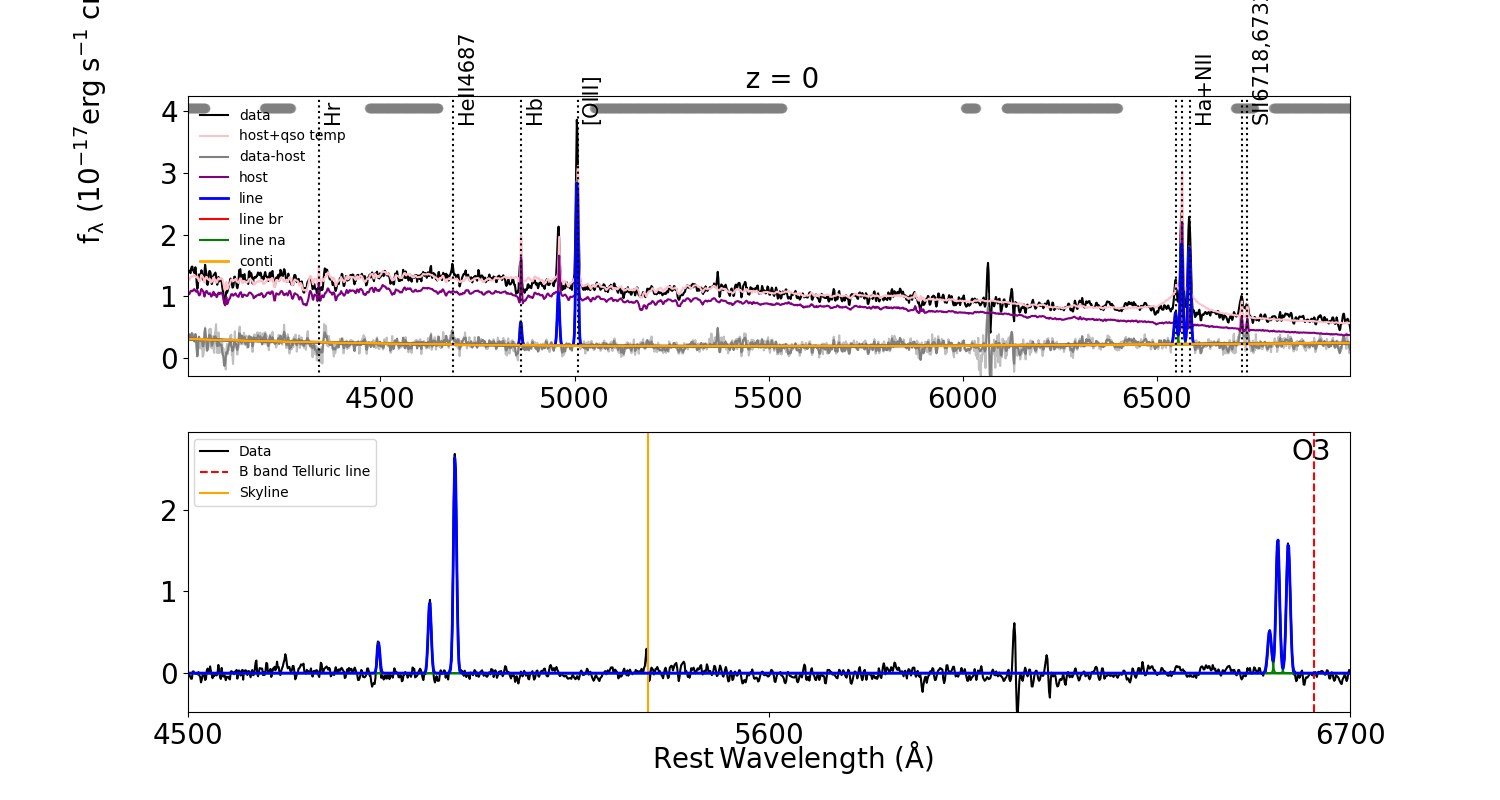 z = 0
fλ (10−17erg s−1 c
Hr
HeII4687
Hb
[OIII]
Ha+NII
SII6718,673
data
host+qso temp
data-host
host
line
line br
line na
conti
4
3
2
1
0
4500
5000
5500
6000
6500
Data
B band Telluric line
Skyline
O3
2
1
0
4500
5600
6700
Rest Wavelength (Å)